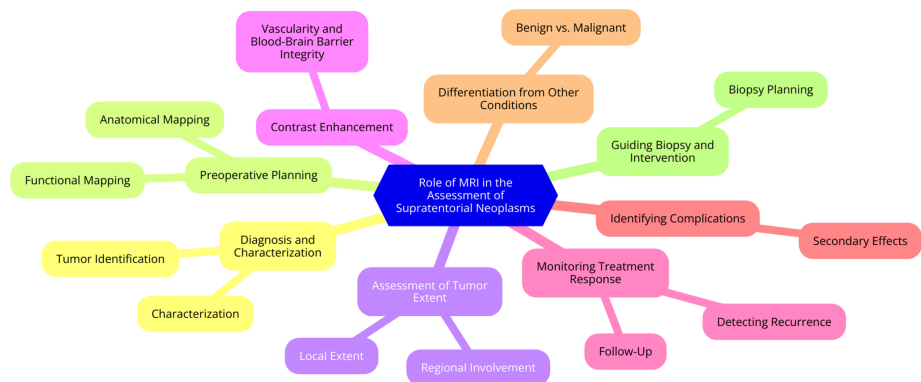 Vascularity and
Blood-Brain Barrier
Integrity
Contrast Enhancement
Benign vs. Malignant
Differentiation from Other
Conditions
Biopsy Planning
Guiding Biopsy and
Intervention
Anatomical Mapping
Functional Mapping
Preoperative Planning
Role of MRI in the
Assessment of
Supratentorial Neoplasms
Identifying Complications
Secondary Effects
Diagnosis and
Characterization
Tumor Identification
Characterization
Assessment of Tumor
Extent
Local Extent
Regional Involvement
Monitoring Treatment
Response
Detecting Recurrence
Follow-Up